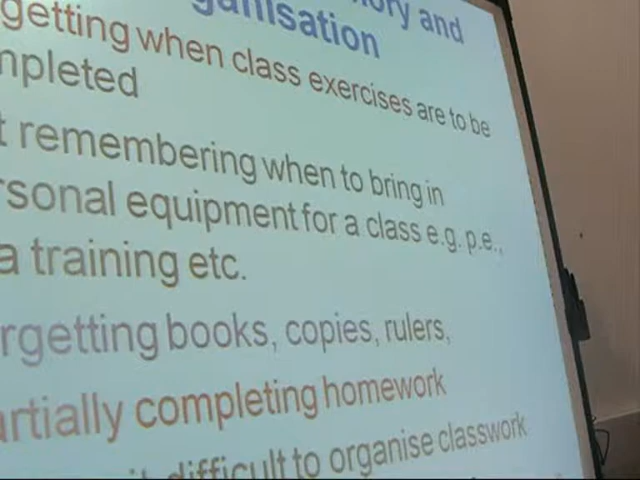 ory and
ganisation
getting when class exercises are to be
mpleted
t remembering when to bring in
rsonal equipment for a class e.g. p.e.,
a training etc.
rgetting books, copies, rulers,
artially completing homework
it difficult to organise classwork